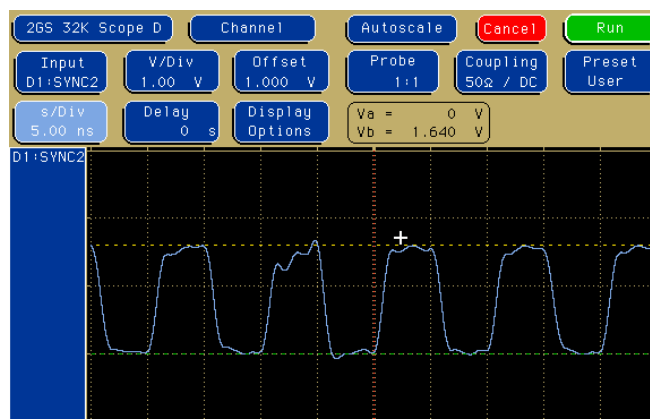 2GS 32K Scope D Channel Autoscale Cancel Run
Input V/Div Offset Probe Coupling Preset
D1:SYNC2 1.00 V 1.000 V 1:1 50Ω / DC User
s/Div Delay Display Va = 0 V
5.00 ns 0 s Options Vb = 1.640 V
D1:SYNC2